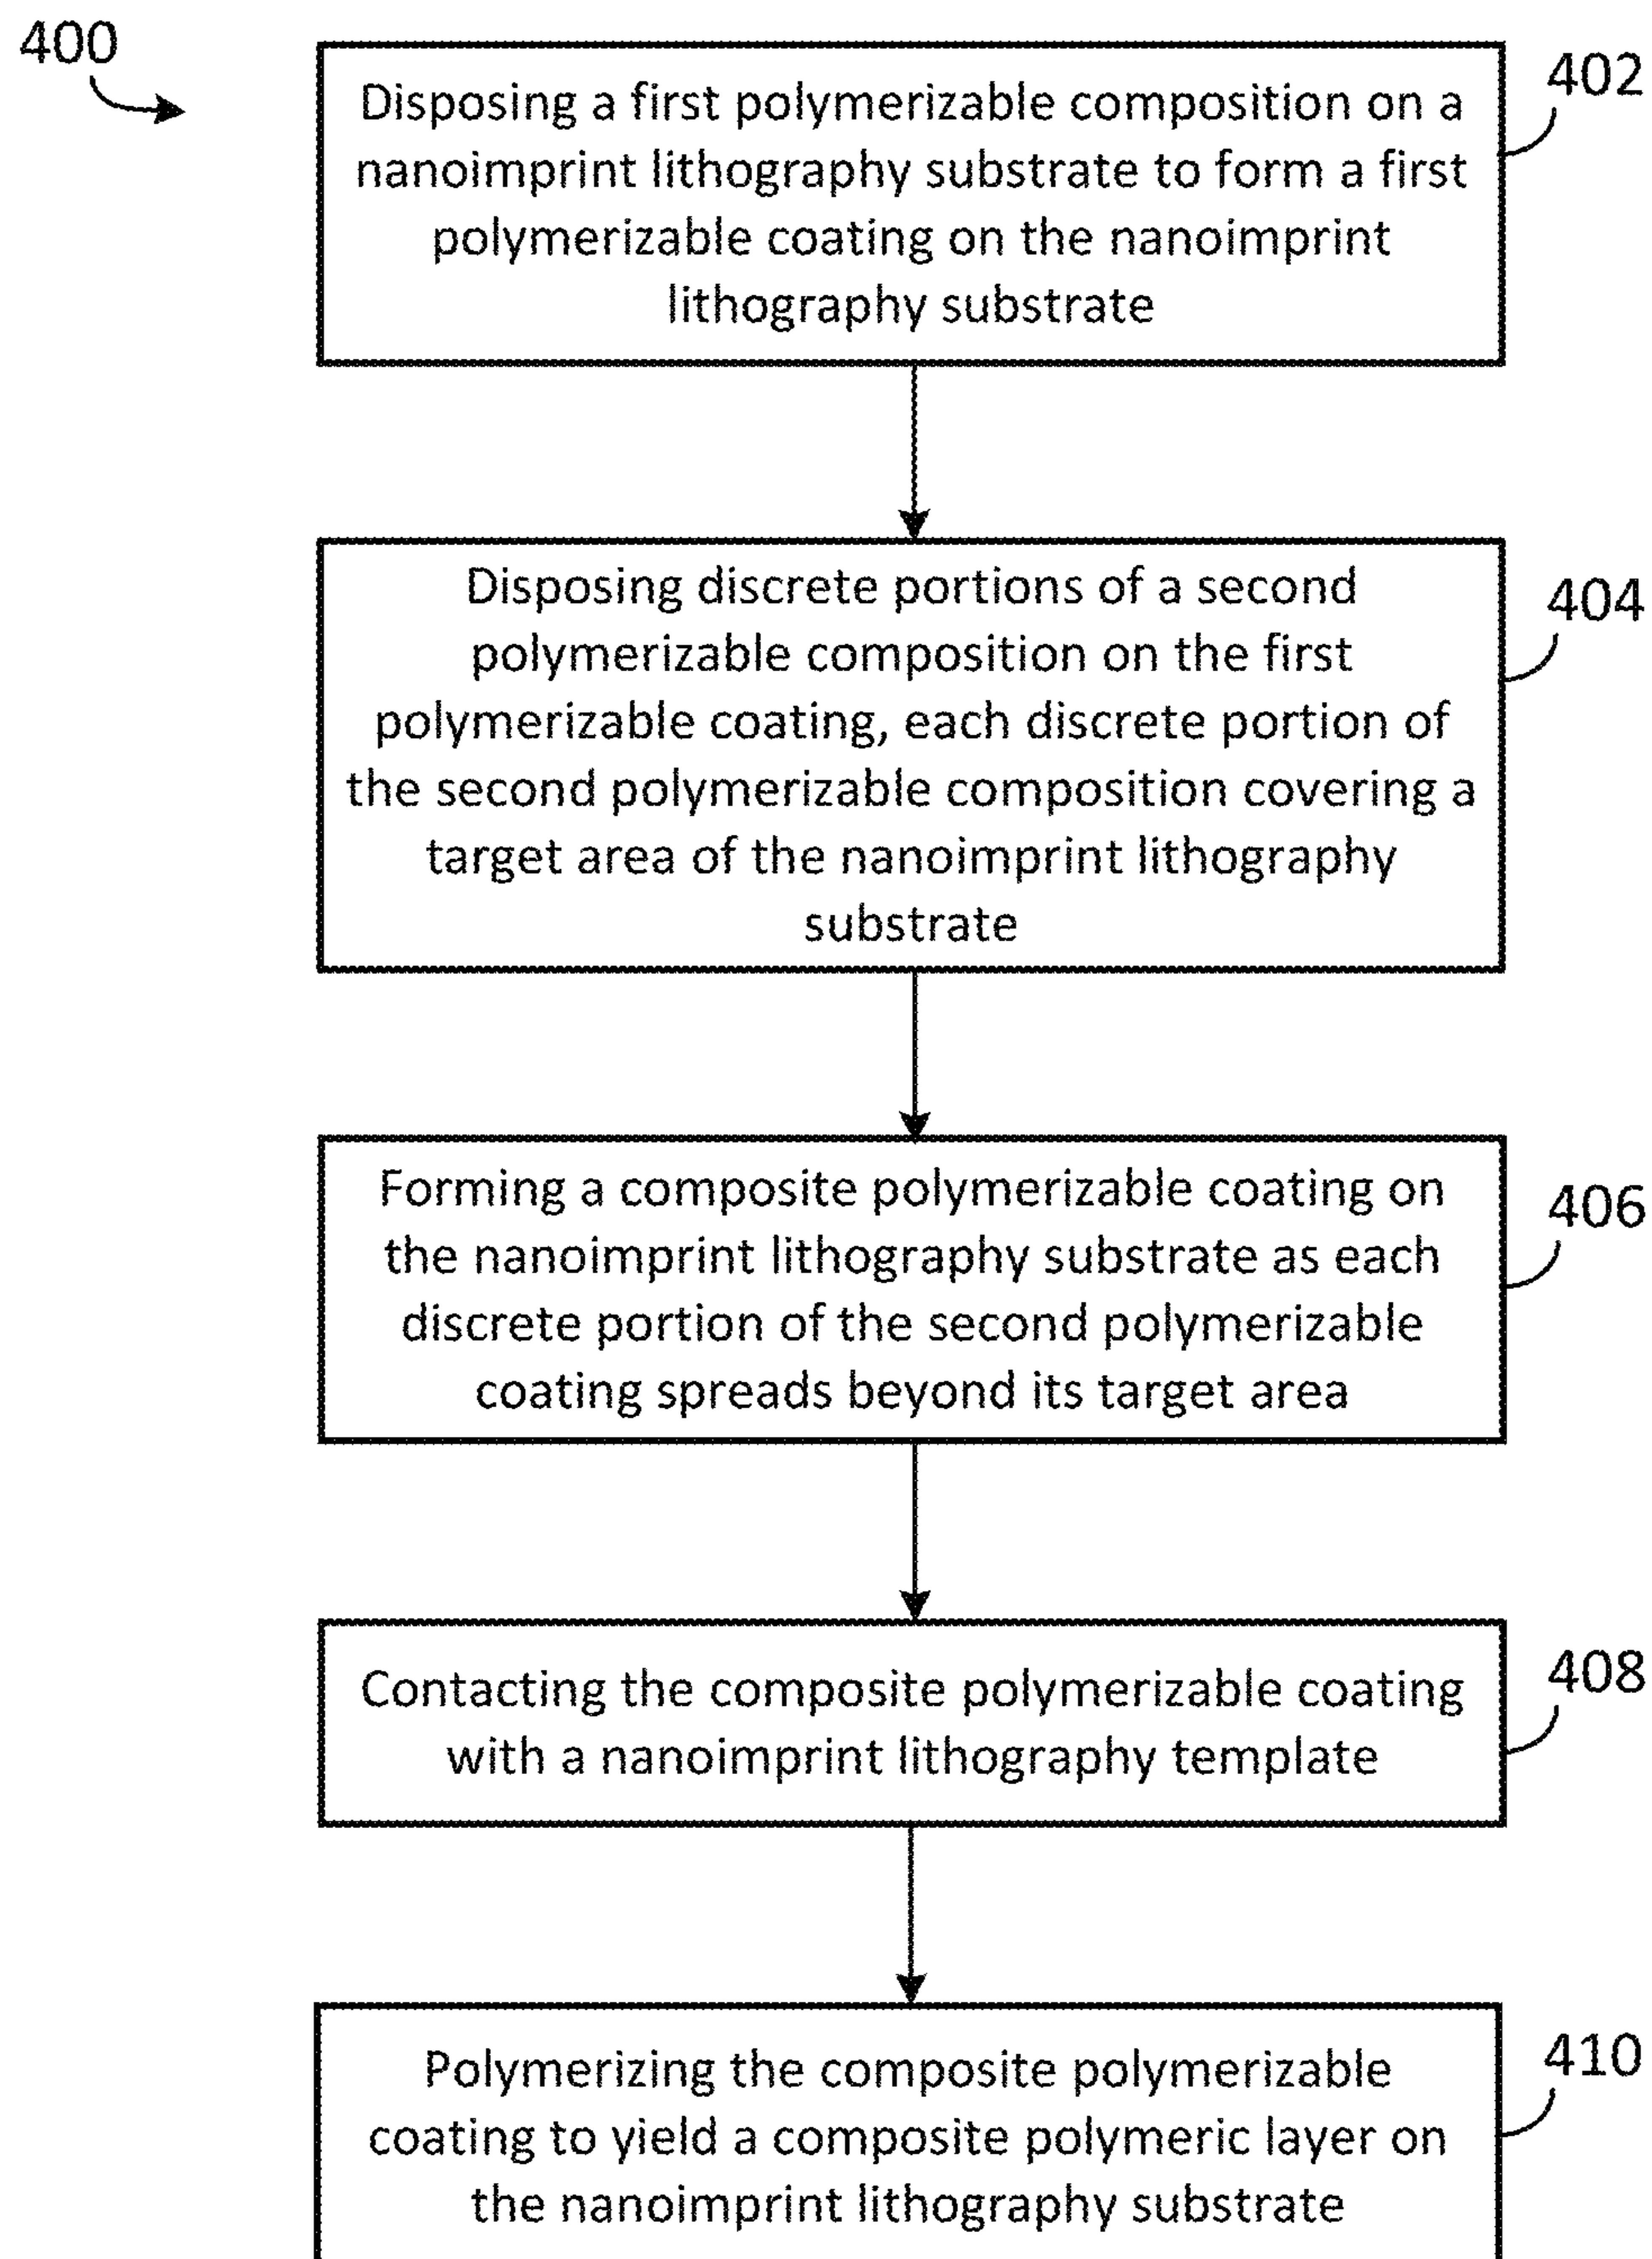 400
402
Disposing a first polymerizable composition on a
nanoimprint lithography substrate to form a first
polymerizable coating on the nanoimprint
lithography substrate
404
Disposing discrete portions of a second
polymerizable composition on the first
polymerizable coating, each discrete portion of
the second polymerizable composition covering a
target area of the nanoimprint lithography
substrate
406
Forming a composite polymerizable coating on
the nanoimprint lithography substrate as each
discrete portion of the second polymerizable
coating spreads beyond its target area
408
Contacting the composite polymerizable coating
with a nanoimprint lithography template
410
Polymerizing the composite polymerizable
coating to yield a composite polymeric layer on
the nanoimprint lithography substrate